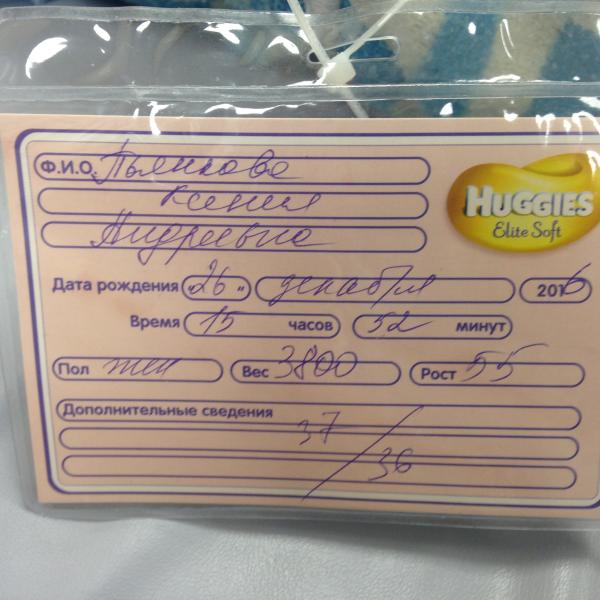 Ф.И.О. Пьянкова
Ксения
Андреевна
HUGGIES
Elite Soft
Дата рождения "26" декабря 2016
Время 15 часов 52 минут
Пол жен Вес 3800 Рост 55
Дополнительные сведения
37 / 36